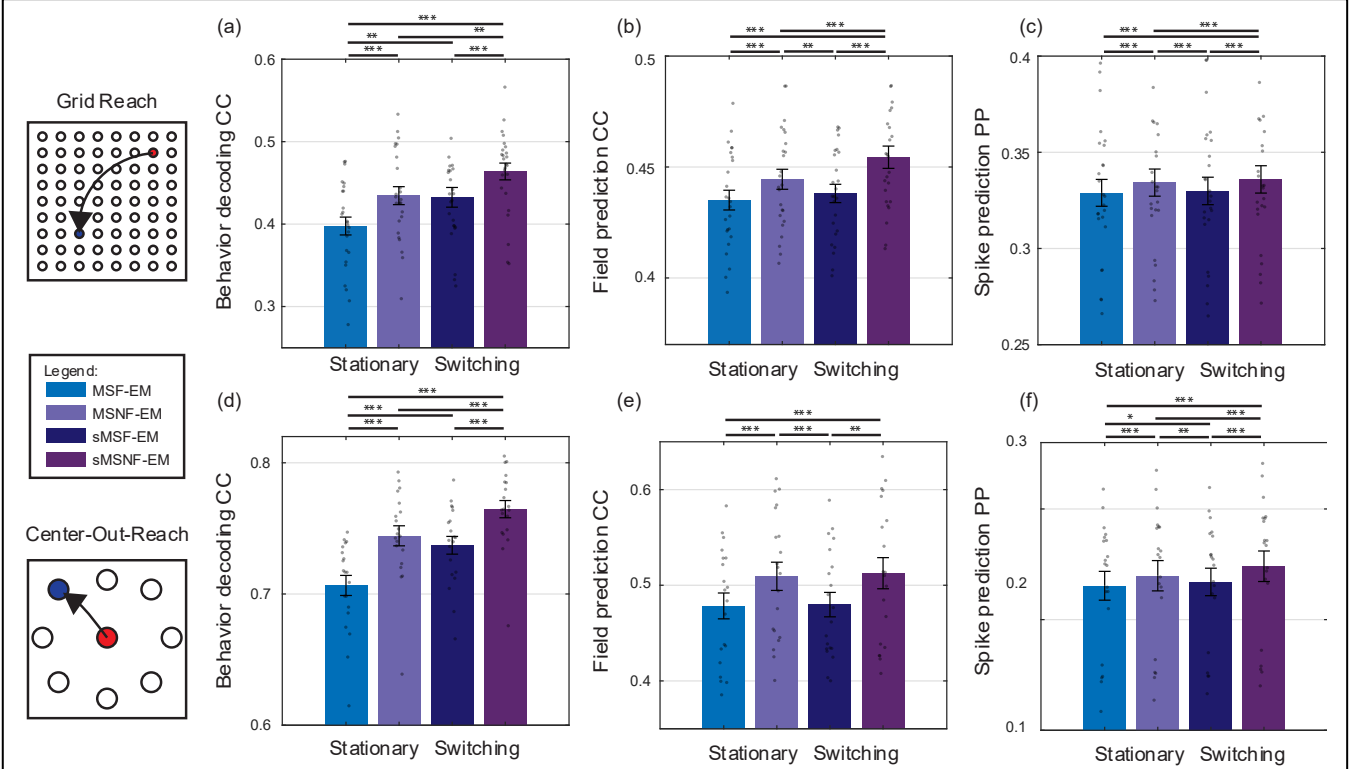 (a)
(b)
(c)
***
**
**
***
***
***
***
***
**
***
***
***
***
***
***
Grid Reach
Behavior decoding CC
0.6
0.5
0.4
0.3
Stationary Switching
Field prediction CC
0.5
0.45
0.4
Stationary Switching
Spike prediction PP
0.4
0.35
0.3
0.25
Stationary Switching
Legend:
MSF-EM
MSNF-EM
sMSF-EM
sMSNF-EM
(d)
(e)
(f)
***
***
***
***
***
***
***
***
**
***
*
***
***
**
***
Center-Out-Reach
Behavior decoding CC
0.8
0.7
0.6
Stationary Switching
Field prediction CC
0.6
0.5
0.4
Stationary Switching
Spike prediction PP
0.3
0.2
0.1
Stationary Switching